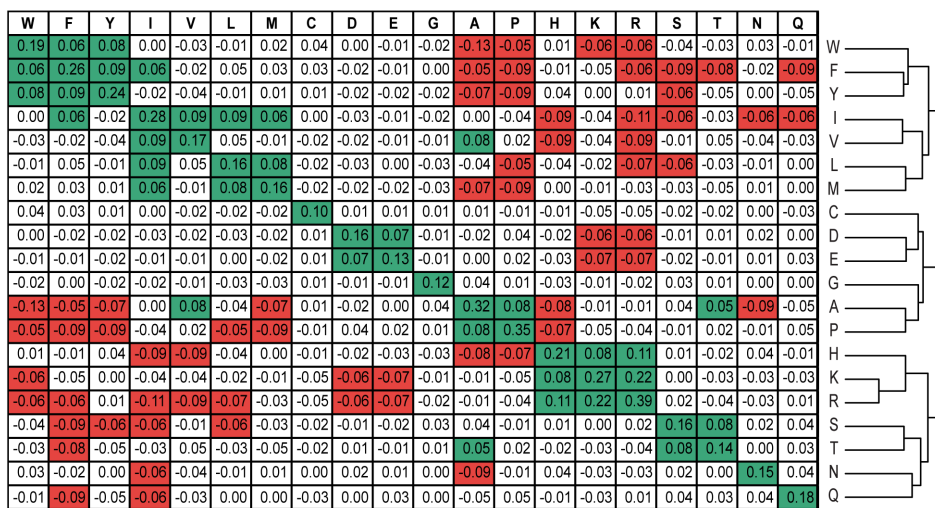 W F Y I V L M C D E G A P H K R S T N Q
0.19 0.06 0.08 0.00 -0.03 -0.01 0.02 0.04 0.00 -0.01 -0.02 -0.13 -0.05 0.01 -0.06 -0.06 -0.04 -0.03 0.03 -0.01 W
0.06 0.26 0.09 0.06 -0.02 0.05 0.03 0.03 -0.02 -0.01 0.00 -0.05 -0.09 -0.01 -0.05 -0.06 -0.09 -0.08 -0.02 -0.09 F
0.08 0.09 0.24 -0.02 -0.04 -0.01 0.01 0.01 -0.02 -0.02 -0.02 -0.07 -0.09 0.04 0.00 0.01 -0.06 -0.05 0.00 -0.05 Y
0.00 0.06 -0.02 0.28 0.09 0.09 0.06 0.00 -0.03 -0.01 -0.02 0.00 -0.04 -0.09 -0.04 -0.11 -0.06 -0.03 -0.06 -0.06 I
-0.03 -0.02 -0.04 0.09 0.17 0.05 -0.01 -0.02 -0.02 -0.01 -0.02 0.08 0.02 -0.09 -0.04 -0.09 -0.01 0.05 -0.04 -0.03 V
-0.01 0.05 -0.01 0.09 0.05 0.16 0.08 -0.02 -0.03 0.00 -0.03 -0.04 -0.05 -0.04 -0.02 -0.07 -0.06 -0.03 -0.01 0.00 L
0.02 0.03 0.01 0.06 -0.01 0.08 0.16 -0.02 -0.02 -0.02 -0.03 -0.07 -0.09 0.00 -0.01 -0.03 -0.03 -0.05 0.01 0.00 M
0.04 0.03 0.01 0.00 -0.02 -0.02 -0.02 0.10 0.01 0.01 0.01 0.01 -0.01 -0.01 -0.05 -0.05 -0.02 -0.02 0.00 -0.03 C
0.00 -0.02 -0.02 -0.03 -0.02 -0.03 -0.02 0.01 0.16 0.07 -0.01 -0.02 0.04 -0.02 -0.06 -0.06 -0.01 0.01 0.02 0.00 D
-0.01 -0.01 -0.02 -0.01 -0.01 0.00 -0.02 0.01 0.07 0.13 -0.01 0.00 0.02 -0.03 -0.07 -0.07 -0.02 0.01 0.01 0.03 E
-0.02 0.00 -0.02 -0.02 -0.02 -0.03 -0.03 0.01 -0.01 -0.01 0.12 0.04 0.01 -0.03 -0.01 -0.02 0.03 0.01 0.00 0.00 G
-0.13 -0.05 -0.07 0.00 0.08 -0.04 -0.07 0.01 -0.02 0.00 0.04 0.32 0.08 -0.08 -0.01 -0.01 0.04 0.05 -0.09 -0.05 A
-0.05 -0.09 -0.09 -0.04 0.02 -0.05 -0.09 -0.01 0.04 0.02 0.01 0.08 0.35 -0.07 -0.05 -0.04 -0.01 0.02 -0.01 0.05 P
0.01 -0.01 0.04 -0.09 -0.09 -0.04 0.00 -0.01 -0.02 -0.03 -0.03 -0.08 -0.07 0.21 0.08 0.11 0.01 -0.02 0.04 -0.01 H
-0.06 -0.05 0.00 -0.04 -0.04 -0.02 -0.01 -0.05 -0.06 -0.07 -0.01 -0.01 -0.05 0.08 0.27 0.22 0.00 -0.03 -0.03 -0.03 K
-0.06 -0.06 0.01 -0.11 -0.09 -0.07 -0.03 -0.05 -0.06 -0.07 -0.02 -0.01 -0.04 0.11 0.22 0.39 0.02 -0.04 -0.03 0.01 R
-0.04 -0.09 -0.06 -0.06 -0.01 -0.06 -0.03 -0.02 -0.01 -0.02 0.03 0.04 -0.01 0.01 0.00 0.02 0.16 0.08 0.02 0.04 S
-0.03 -0.08 -0.05 -0.03 0.05 -0.03 -0.05 -0.02 0.01 0.01 0.01 0.05 0.02 -0.02 -0.03 -0.04 0.08 0.14 0.00 0.03 T
0.03 -0.02 0.00 -0.06 -0.04 -0.01 0.01 0.00 0.02 0.01 0.00 -0.09 -0.01 0.04 -0.03 -0.03 0.02 0.00 0.15 0.04 N
-0.01 -0.09 -0.05 -0.06 -0.03 0.00 0.00 -0.03 0.00 0.03 0.00 -0.05 0.05 -0.01 -0.03 0.01 0.04 0.03 0.04 0.18 Q